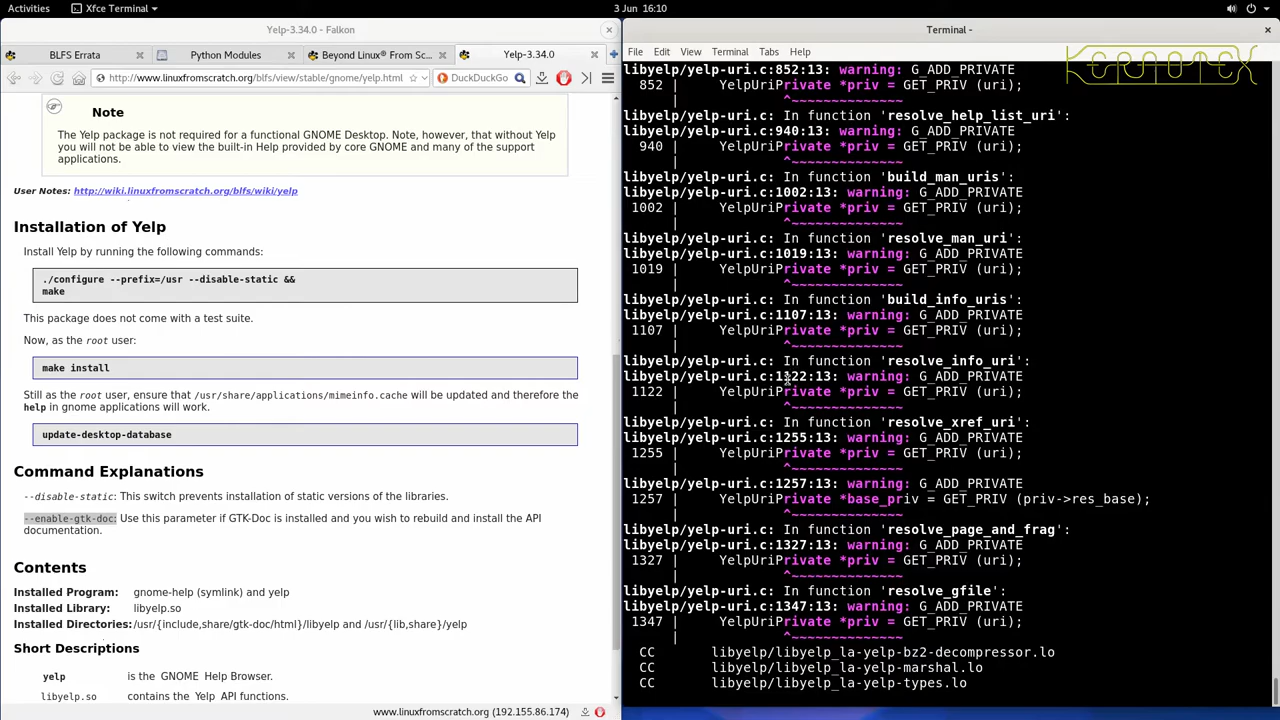 Activities
Xfce Terminal
3 Jun 16:10
Yelp-3.34.0 - Falkon
BLFS Errata
Python Modules
Beyond Linux® From Sc...
Yelp-3.34.0
http://www.linuxfromscratch.org/blfs/view/stable/gnome/yelp.html
DuckDuckGo
Note
The Yelp package is not required for a functional GNOME Desktop. Note, however, that without Yelp
you will not be able to view the built-in Help provided by core GNOME and many of the support
applications.
User Notes: http://wiki.linuxfromscratch.org/blfs/wiki/yelp
Installation of Yelp
Install Yelp by running the following commands:
./configure --prefix=/usr --disable-static &&
make
This package does not come with a test suite.
Now, as the root user:
make install
Still as the root user, ensure that /usr/share/applications/mimeinfo.cache will be updated and therefore the
help in gnome applications will work.
update-desktop-database
Command Explanations
--disable-static: This switch prevents installation of static versions of the libraries.
--enable-gtk-doc: Use this parameter if GTK-Doc is installed and you wish to rebuild and install the API
documentation.
Contents
Installed Program: gnome-help (symlink) and yelp
Installed Library: libyelp.so
Installed Directories: /usr/{include,share/gtk-doc/html}/libyelp and /usr/{lib,share}/yelp
Short Descriptions
yelp is the GNOME Help Browser.
libyelp.so contains the Yelp API functions.
www.linuxfromscratch.org (192.155.86.174)
Terminal -
File Edit View Terminal Tabs Help
KERNOTEX
libyelp/yelp-uri.c:852:13: warning: G_ADD_PRIVATE
852 | YelpUriPrivate *priv = GET_PRIV (uri);
| ^~~~~~~~~~~~~~
libyelp/yelp-uri.c: In function 'resolve_help_list_uri':
libyelp/yelp-uri.c:940:13: warning: G_ADD_PRIVATE
940 | YelpUriPrivate *priv = GET_PRIV (uri);
| ^~~~~~~~~~~~~~
libyelp/yelp-uri.c: In function 'build_man_uris':
libyelp/yelp-uri.c:1002:13: warning: G_ADD_PRIVATE
1002 | YelpUriPrivate *priv = GET_PRIV (uri);
| ^~~~~~~~~~~~~~
libyelp/yelp-uri.c: In function 'resolve_man_uri':
libyelp/yelp-uri.c:1019:13: warning: G_ADD_PRIVATE
1019 | YelpUriPrivate *priv = GET_PRIV (uri);
| ^~~~~~~~~~~~~~
libyelp/yelp-uri.c: In function 'build_info_uris':
libyelp/yelp-uri.c:1107:13: warning: G_ADD_PRIVATE
1107 | YelpUriPrivate *priv = GET_PRIV (uri);
| ^~~~~~~~~~~~~~
libyelp/yelp-uri.c: In function 'resolve_info_uri':
libyelp/yelp-uri.c:1122:13: warning: G_ADD_PRIVATE
1122 | YelpUriPrivate *priv = GET_PRIV (uri);
| ^~~~~~~~~~~~~~
libyelp/yelp-uri.c: In function 'resolve_xref_uri':
libyelp/yelp-uri.c:1255:13: warning: G_ADD_PRIVATE
1255 | YelpUriPrivate *priv = GET_PRIV (uri);
| ^~~~~~~~~~~~~~
libyelp/yelp-uri.c:1257:13: warning: G_ADD_PRIVATE
1257 | YelpUriPrivate *base_priv = GET_PRIV (priv->res_base);
| ^~~~~~~~~~~~~~
libyelp/yelp-uri.c: In function 'resolve_page_and_frag':
libyelp/yelp-uri.c:1327:13: warning: G_ADD_PRIVATE
1327 | YelpUriPrivate *priv = GET_PRIV (uri);
| ^~~~~~~~~~~~~~
libyelp/yelp-uri.c: In function 'resolve_gfile':
libyelp/yelp-uri.c:1347:13: warning: G_ADD_PRIVATE
1347 | YelpUriPrivate *priv = GET_PRIV (uri);
| ^~~~~~~~~~~~~~
CC libyelp/libyelp_la-yelp-bz2-decompressor.lo
CC libyelp/libyelp_la-yelp-marshal.lo
CC libyelp/libyelp_la-yelp-types.lo